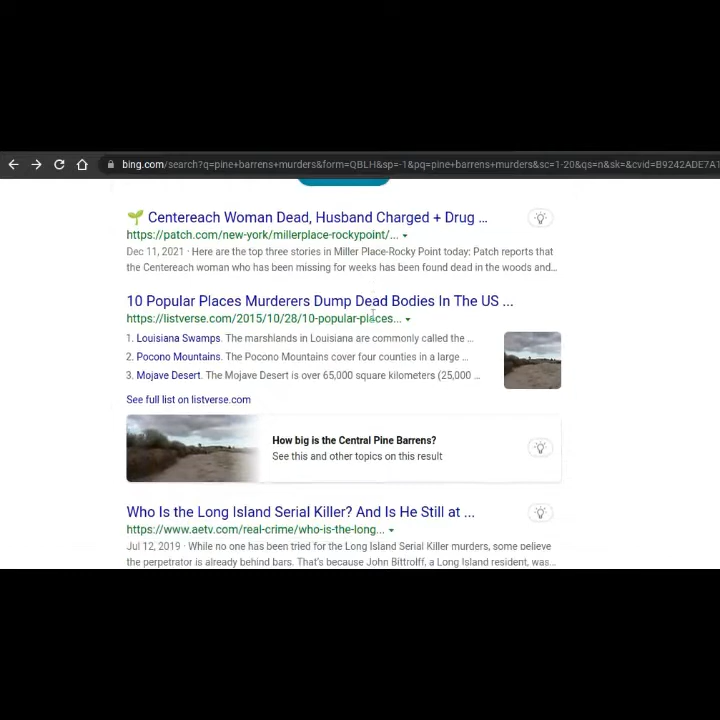 bing.com/search?q=pine+barrens+murders&form=QBLH&sp=-1&pq=pine+barrens+murders&sc=1-20&qs=n&sk=&cvid=B9242ADE7A1
Centereach Woman Dead, Husband Charged + Drug ...
https://patch.com/new-york/millerplace-rockypoint/...
Dec 11, 2021 · Here are the top three stories in Miller Place-Rocky Point today: Patch reports that
the Centereach woman who has been missing for weeks has been found dead in the woods and...
10 Popular Places Murderers Dump Dead Bodies In The US ...
https://listverse.com/2015/10/28/10-popular-places...
1. Louisiana Swamps. The marshlands in Louisiana are commonly called the ...
2. Pocono Mountains. The Pocono Mountains cover four counties in a large ...
3. Mojave Desert. The Mojave Desert is over 65,000 square kilometers (25,000 ...
See full list on listverse.com
How big is the Central Pine Barrens?
See this and other topics on this result
Who Is the Long Island Serial Killer? And Is He Still at ...
https://www.aetv.com/real-crime/who-is-the-long...
Jul 12, 2019 · While no one has been tried for the Long Island Serial Killer murders, some believe
the perpetrator is already behind bars. That's because John Bittrolff, a Long Island resident, was...